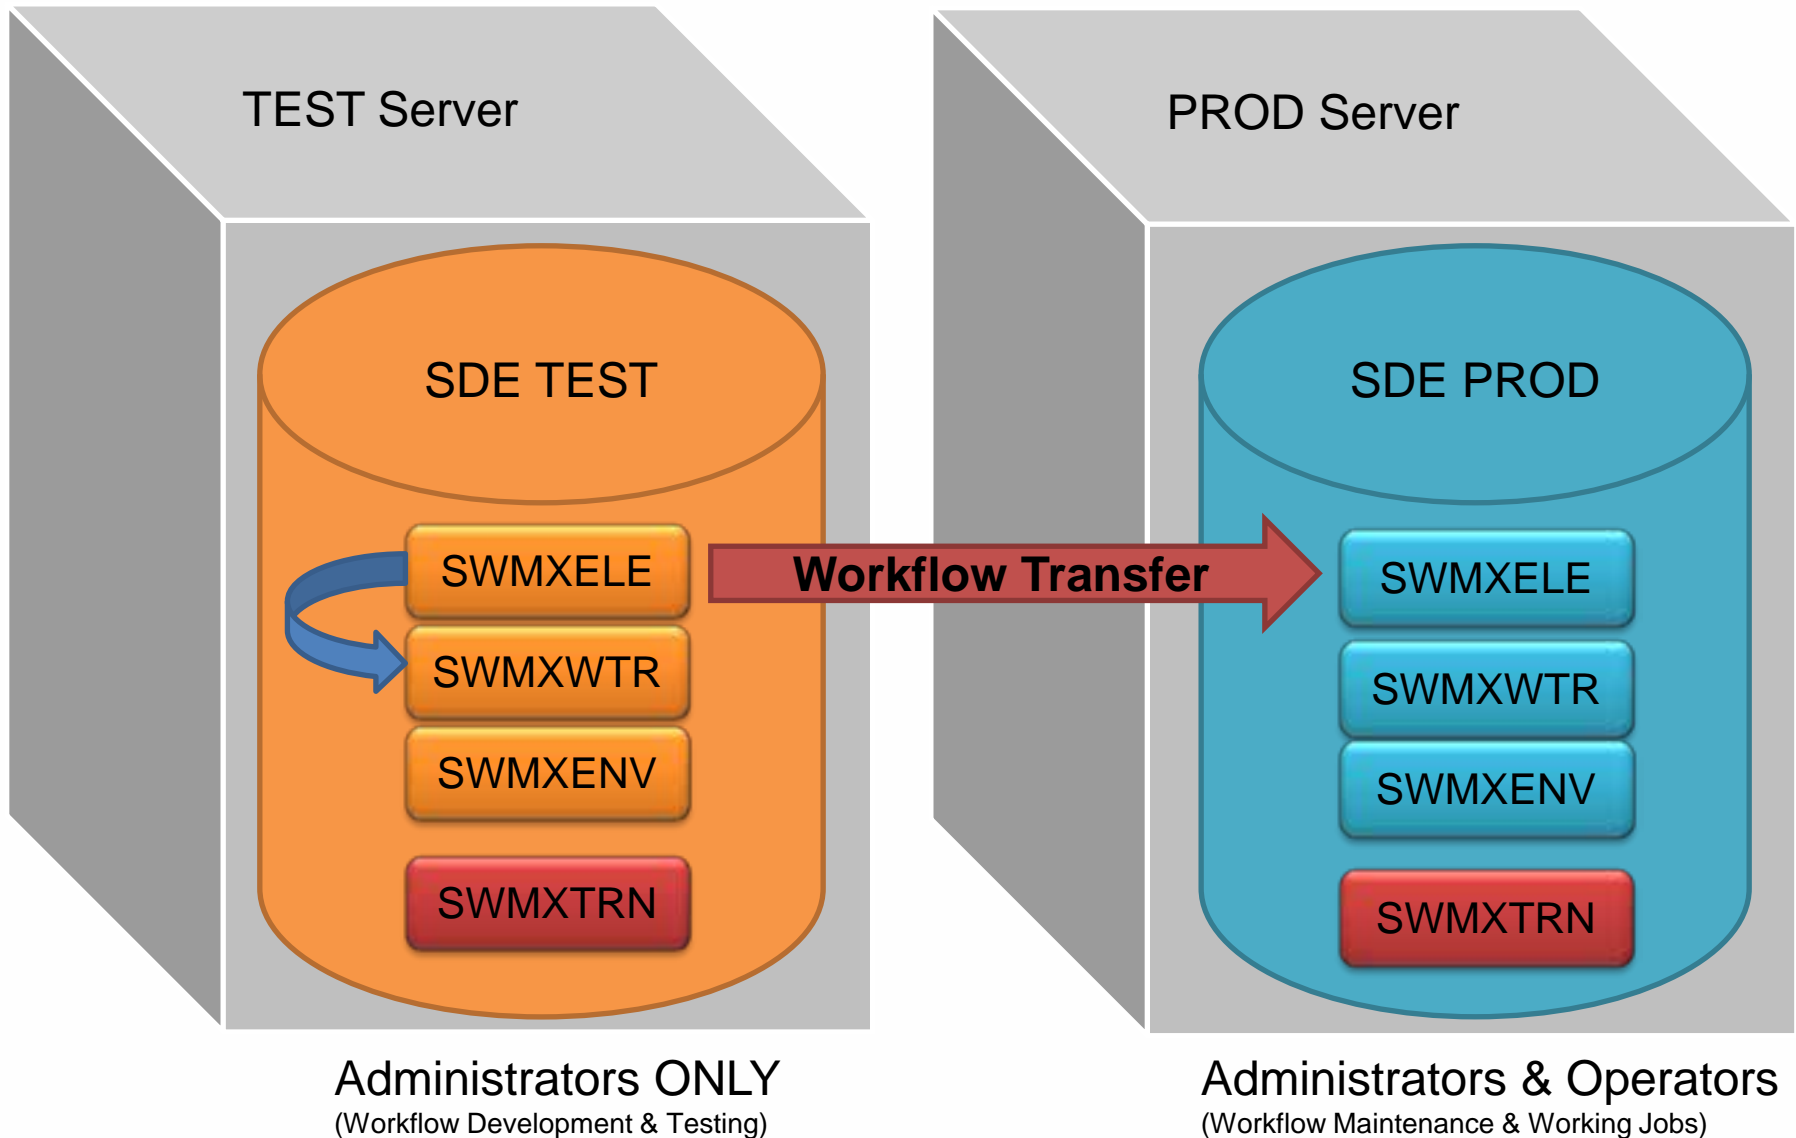 TEST Server
PROD Server
SDE TEST
SDE PROD
SWMXELE
Workflow Transfer
SWMXELE
SWMXWTR
SWMXWTR
SWMXENV
SWMXENV
SWMXTRN
SWMXTRN
Administrators ONLY
(Workflow Development & Testing)
Administrators & Operators
(Workflow Maintenance & Working Jobs)